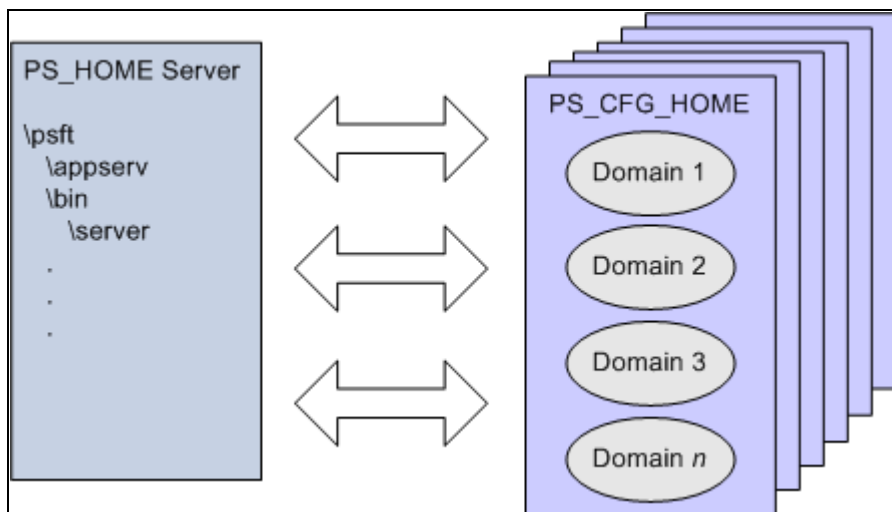 PS_HOME Server
\psft
\appserv
\bin
\server
.
.
.
PS_CFG_HOME
Domain 1
Domain 2
Domain 3
Domain n